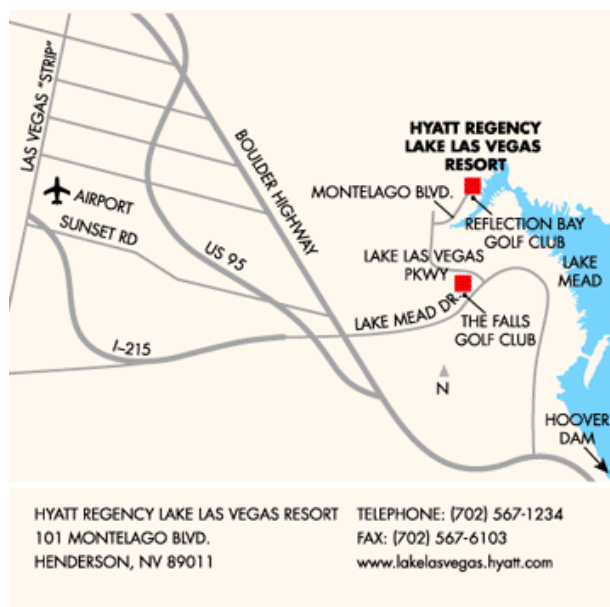 LAS VEGAS "STRIP"
BOULDER HIGHWAY
HYATT REGENCY
LAKE LAS VEGAS
RESORT
MONTELAGO BLVD.
AIRPORT
SUNSET RD
REFLECTION BAY
GOLF CLUB
US 95
LAKE LAS VEGAS
PKWY
LAKE
MEAD
LAKE MEAD DR.
THE FALLS
GOLF CLUB
I-215
N
HOOVER
DAM
HYATT REGENCY LAKE LAS VEGAS RESORT
101 MONTELAGO BLVD.
HENDERSON, NV 89011
TELEPHONE: (702) 567-1234
FAX: (702) 567-6103
www.lakelasvegas.hyatt.com